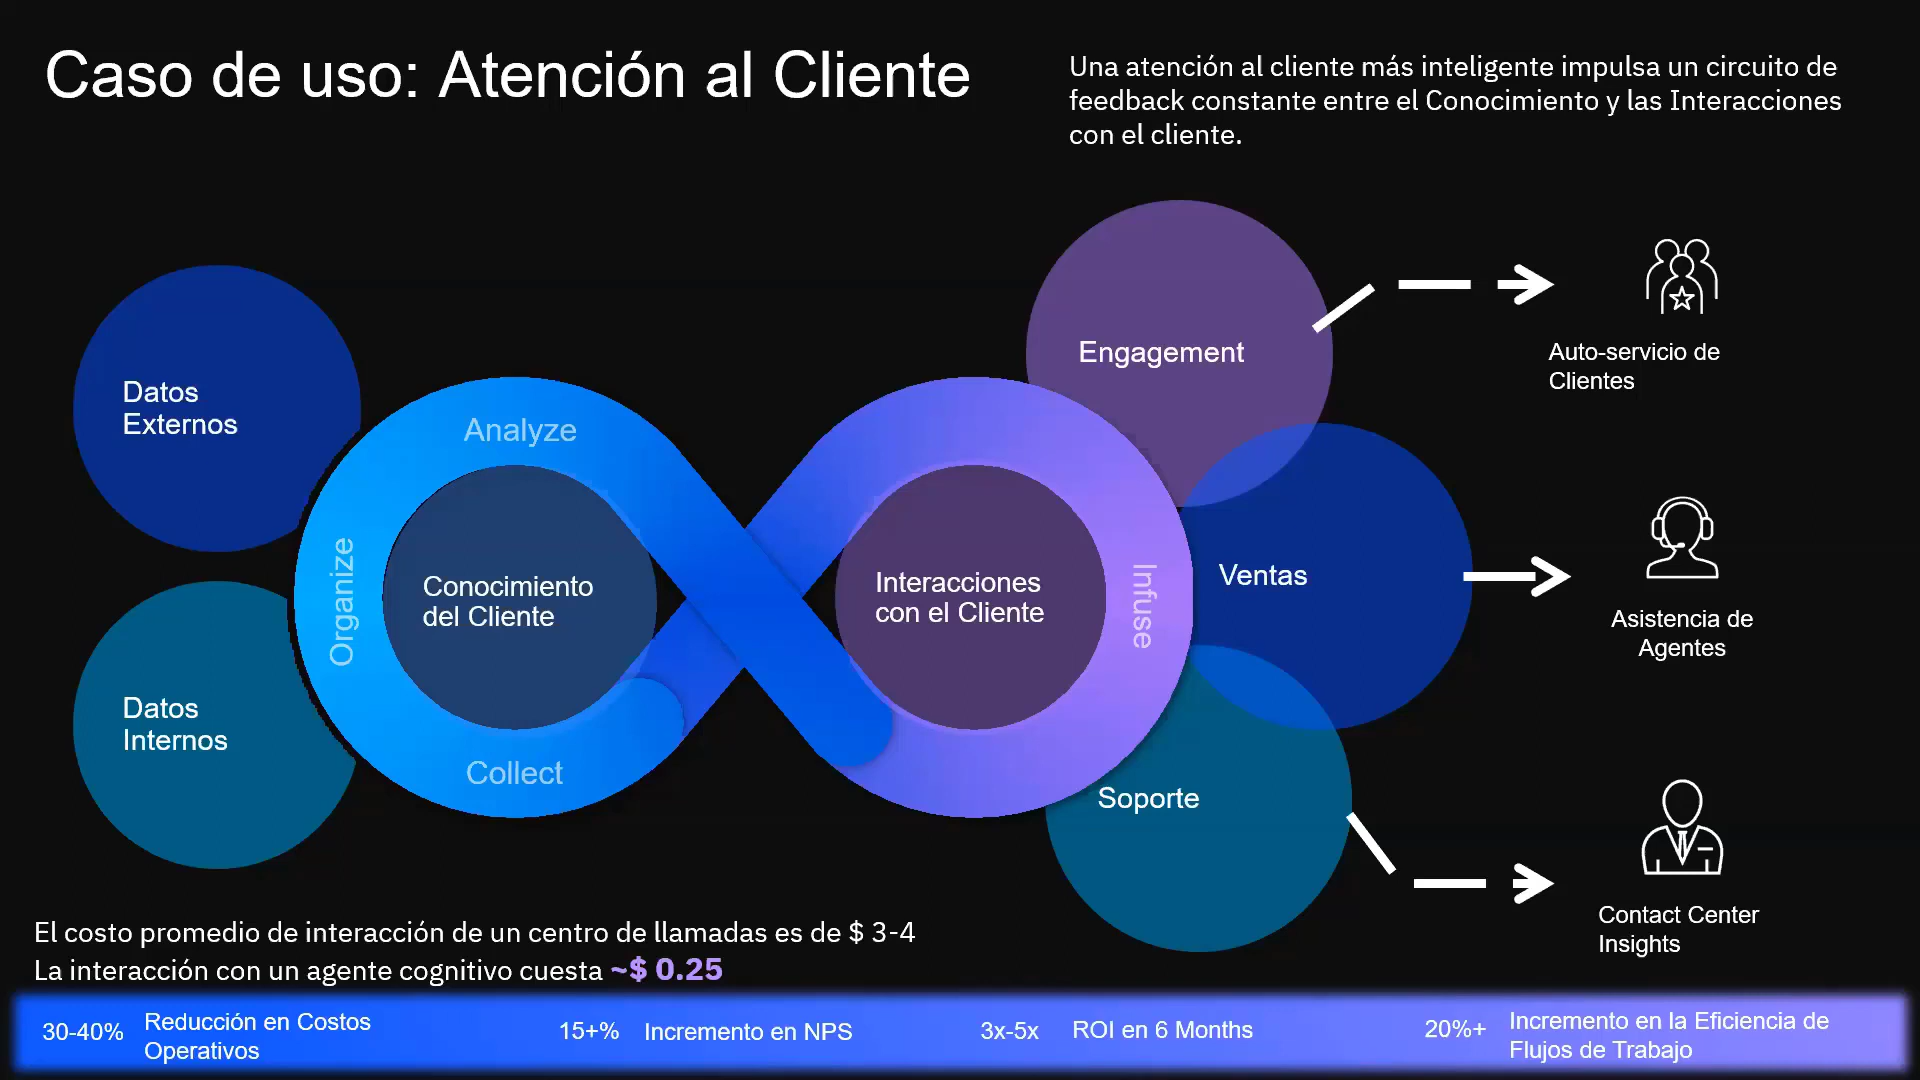 Caso de uso: Atención al Cliente
Una atención al cliente más inteligente impulsa un circuito de
feedback constante entre el Conocimiento y las Interacciones
con el cliente.
Datos
Externos
Datos
Internos
Analyze
Organize
Collect
Conocimiento
del Cliente
Interacciones
con el Cliente
Infuse
Engagement
Ventas
Soporte
Auto-servicio de
Clientes
Asistencia de
Agentes
Contact Center
Insights
El costo promedio de interacción de un centro de llamadas es de $ 3-4
La interacción con un agente cognitivo cuesta ~$ 0.25
30-40%
Reducción en Costos
Operativos
15+%
Incremento en NPS
3x-5x
ROI en 6 Months
20%+
Incremento en la Eficiencia de
Flujos de Trabajo